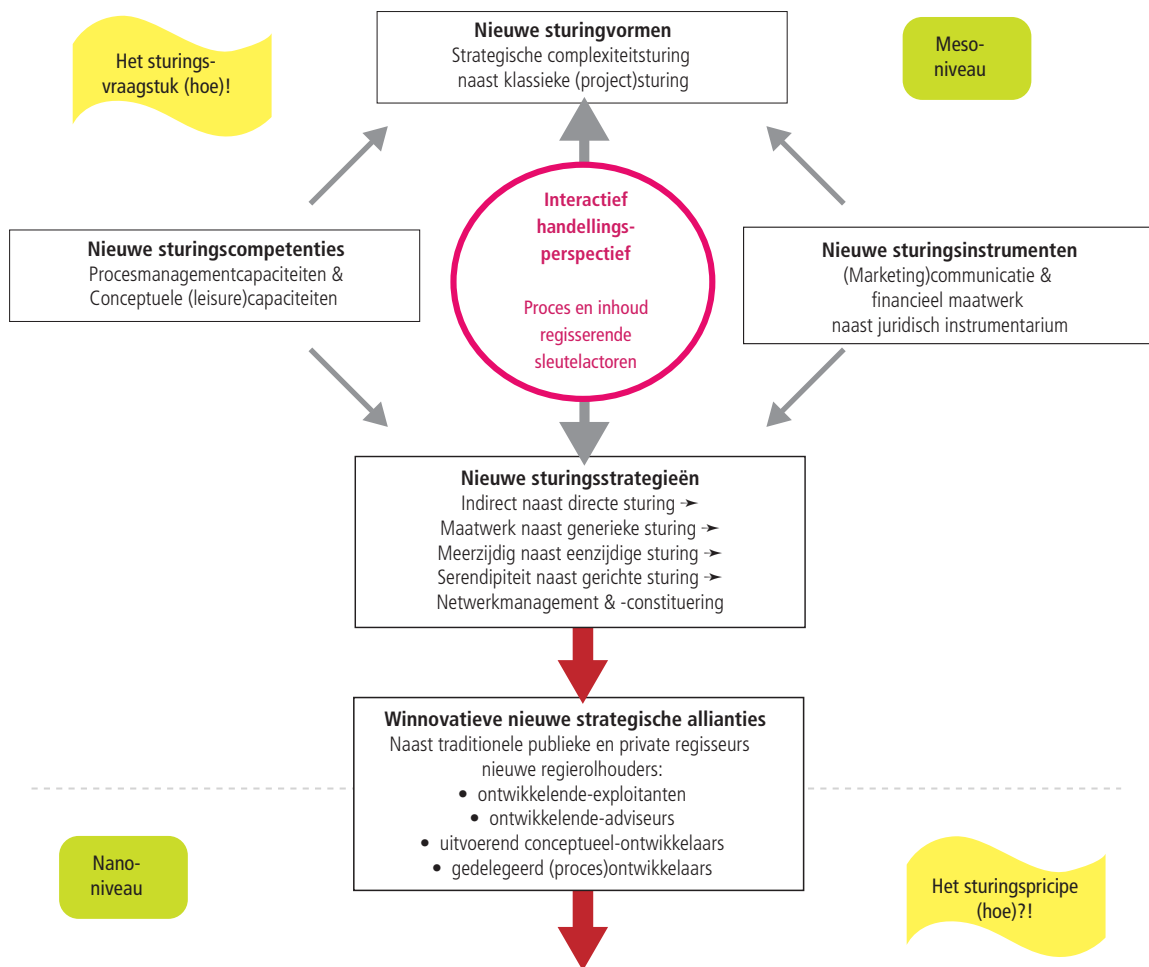 Het sturings-
vraagstuk (hoe)!
Nieuwe sturingvormen
Strategische complexiteitsturing
naast klassieke (project)sturing
Meso-
niveau
Nieuwe sturingscompetenties
Procesmanagementcapaciteiten &
Conceptuele (leisure)capaciteiten
Interactief
handellings-
perspectief
Proces en inhoud
regisserende
sleutelactoren
Nieuwe sturingsinstrumenten
(Marketing)communicatie &
financieel maatwerk
naast juridisch instrumentarium
Nieuwe sturingsstrategieën
Indirect naast directe sturing ➛
Maatwerk naast generieke sturing ➛
Meerzijdig naast eenzijdige sturing ➛
Serendipiteit naast gerichte sturing ➛
Netwerkmanagement & -constituering
Winnovatieve nieuwe strategische allianties
Naast traditionele publieke en private regisseurs
nieuwe regierolhouders:
• ontwikkelende-exploitanten
• ontwikkelende-adviseurs
• uitvoerend conceptueel-ontwikkelaars
• gedelegeerd (proces)ontwikkelaars
Nano-
niveau
Het sturingspricipe
(hoe)?!